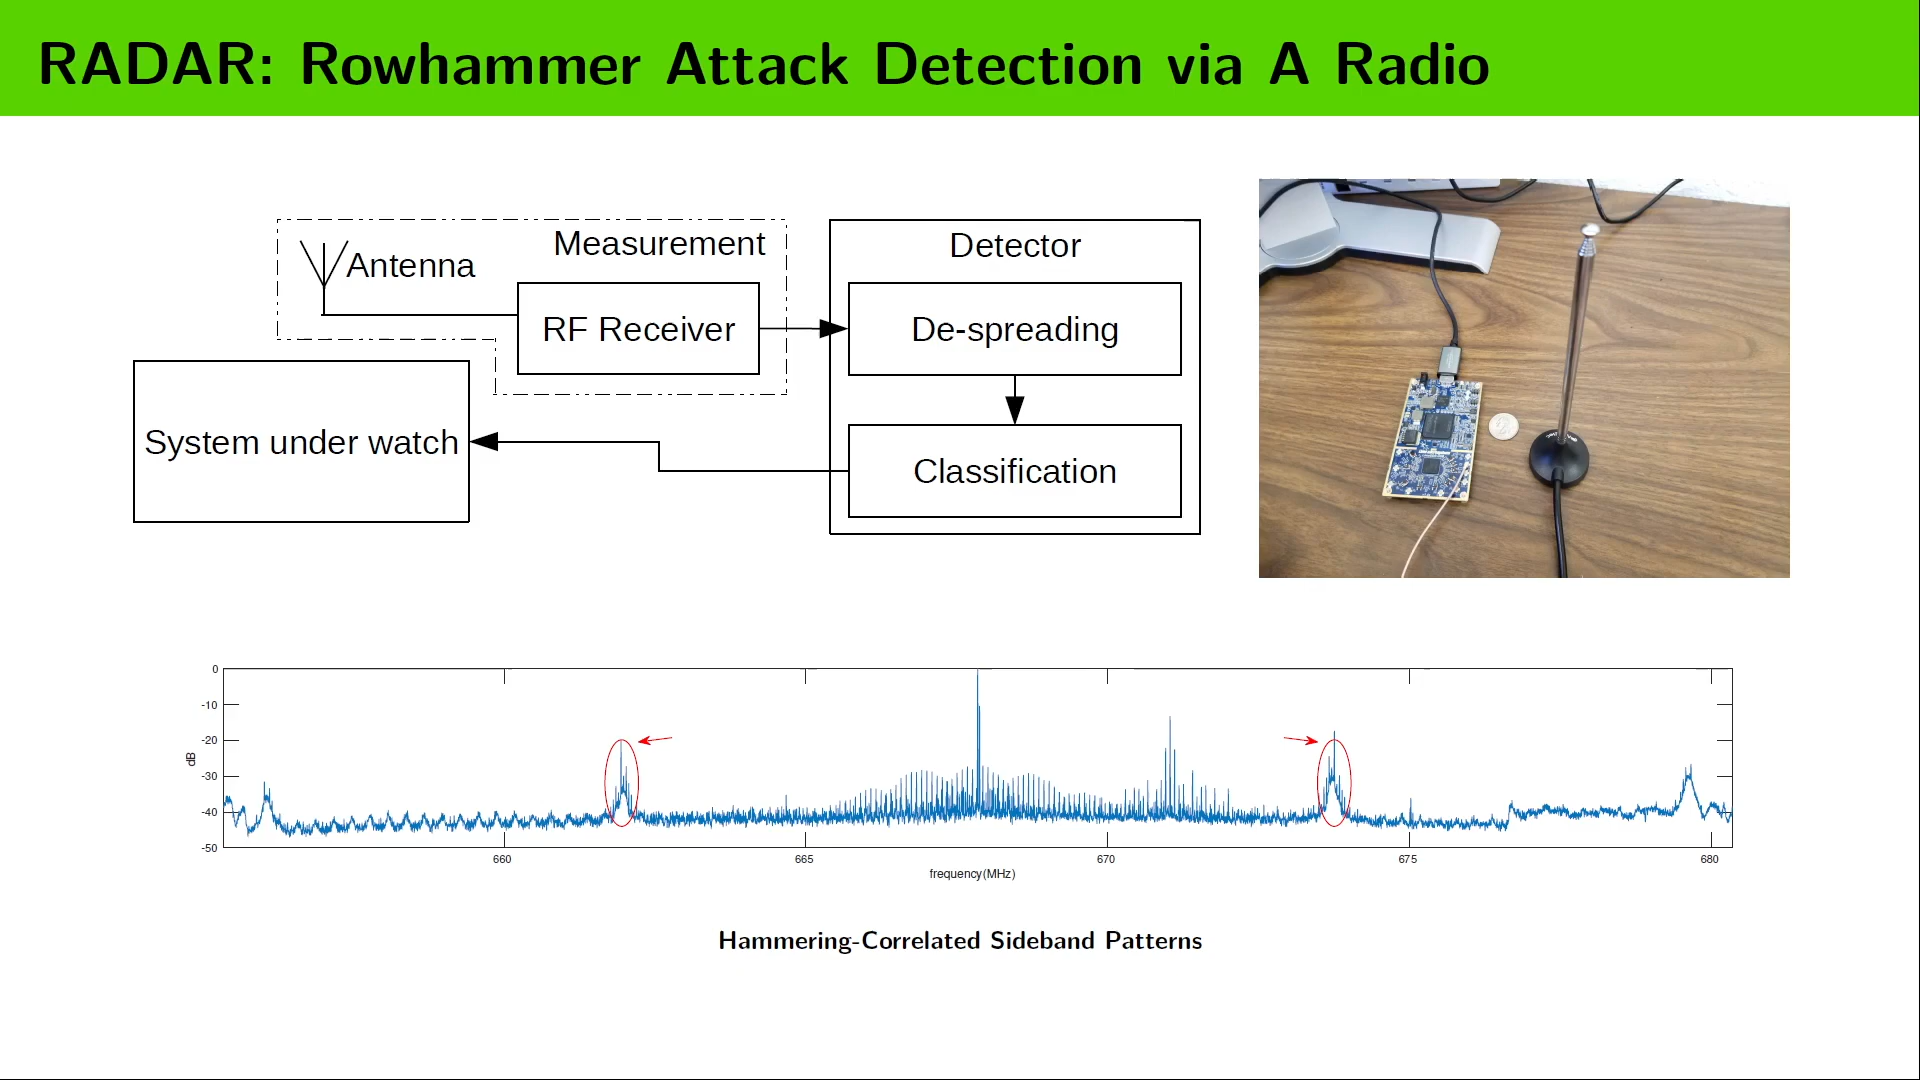 RADAR: Rowhammer Attack Detection via A Radio
Antenna
Measurement
RF Receiver
System under watch
Detector
De-spreading
Classification
0
-10
-20
-30
-40
-50
dB
660
665
670
675
680
frequency(MHz)
Hammering-Correlated Sideband Patterns